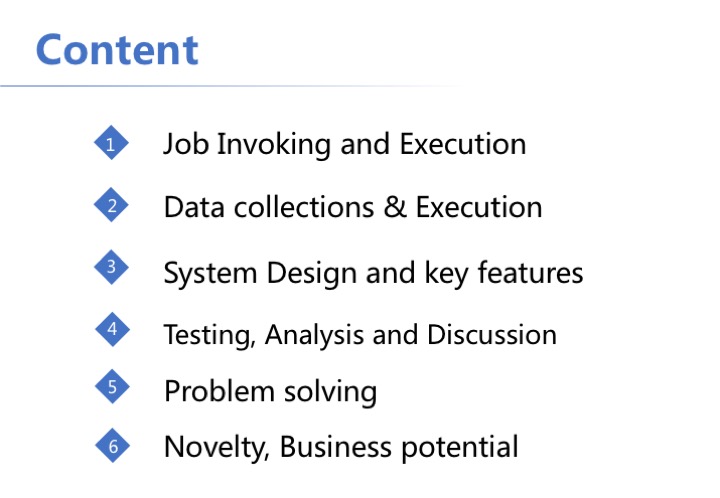 Content
1 Job Invoking and Execution
2 Data collections & Execution
3 System Design and key features
4 Testing, Analysis and Discussion
5 Problem solving
6 Novelty, Business potential